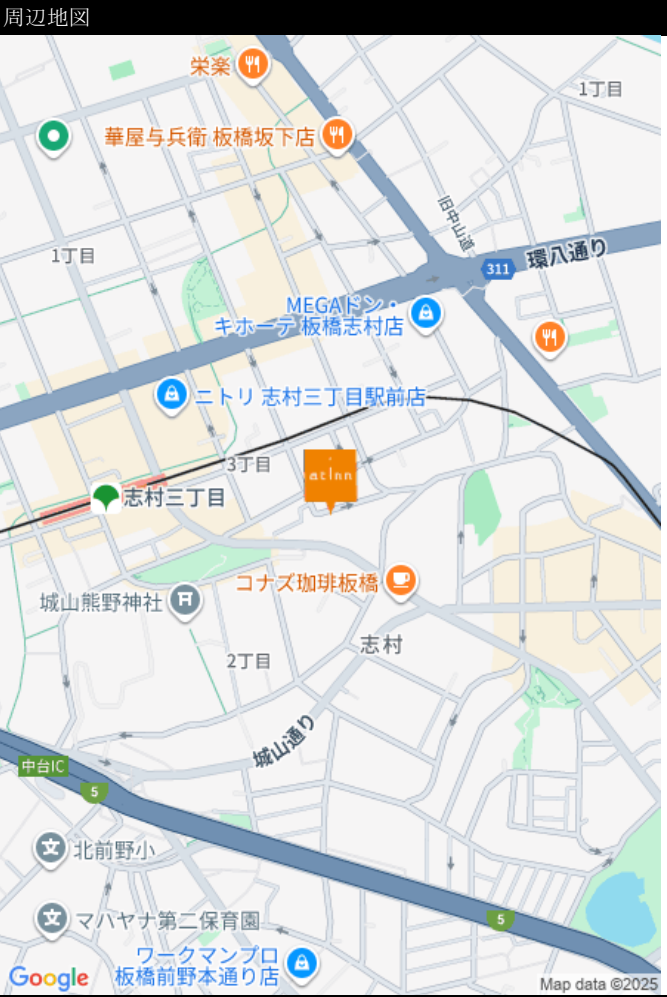 周辺地図
栄楽
1丁目
華屋与兵衛 板橋坂下店
旧中山道
1丁目
環八通り
311
MEGAドン・
キホーテ 板橋志村店
ニトリ 志村三丁目駅前店
3丁目
at Inn
志村三丁目
コナズ珈琲板橋
城山熊野神社
志村
2丁目
城山通り
中台IC
5
北前野小
マハヤナ第二保育園
5
ワークマンプロ
板橋前野本通り店
Google
Map data ©2025